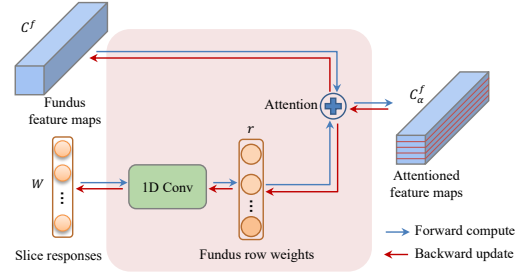 C^f
Fundus
feature maps
Attention
C_α^f
Attentioned
feature maps
r
W
1D Conv
Slice responses
Fundus row weights
Forward compute
Backward update